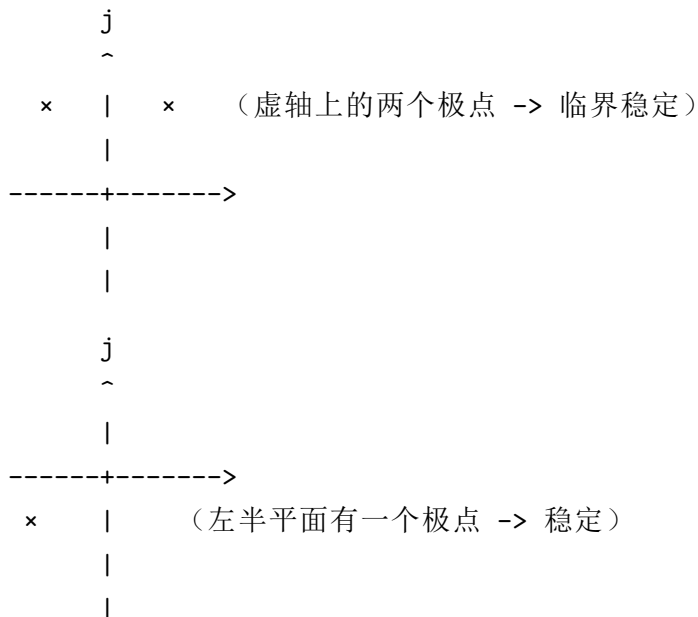 j
^
× | × （虚轴上的两个极点 -> 临界稳定）
|
------+------->
|
|
j
^
|
------+------->
× | （左半平面有一个极点 -> 稳定）
|
|